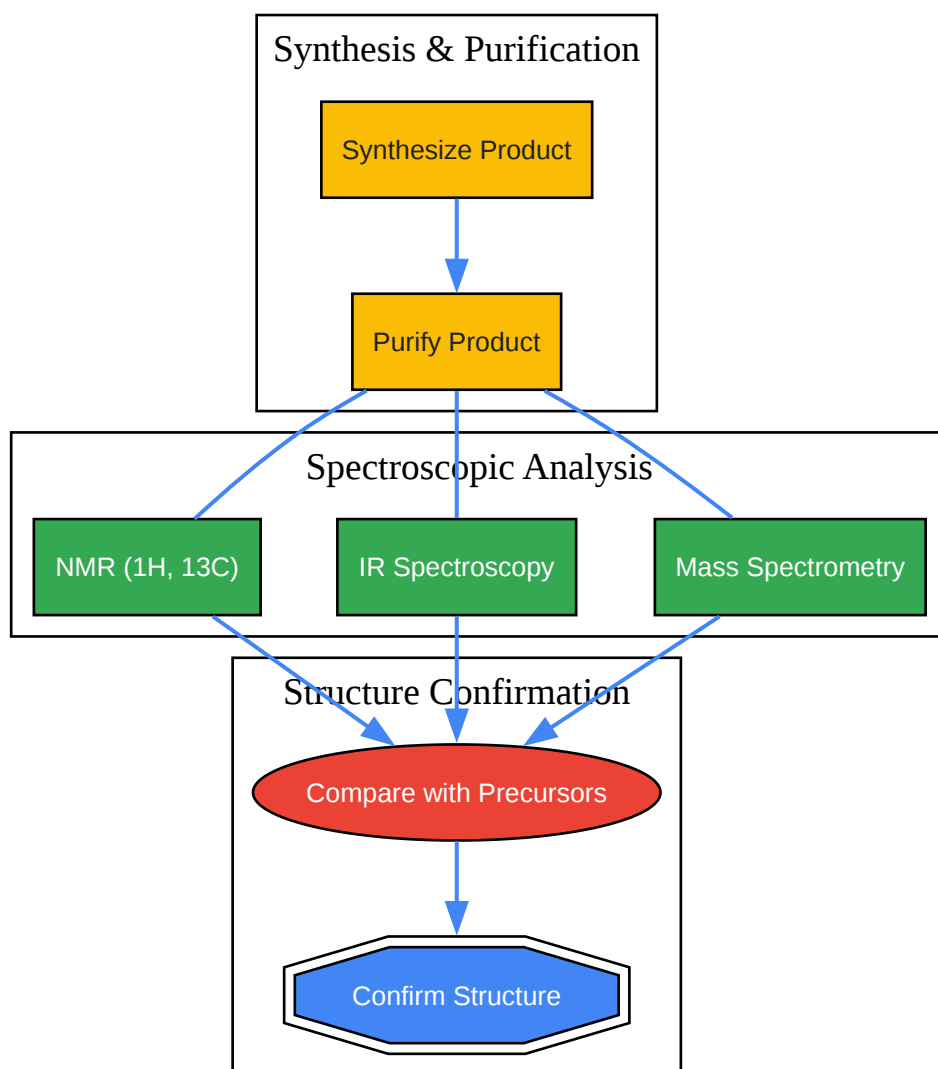 Synthesis & Purification
Synthesize Product
Purify Product
Spectroscopic Analysis
NMR (1H, 13C)
IR Spectroscopy
Mass Spectrometry
Structure Confirmation
Compare with Precursors
Confirm Structure